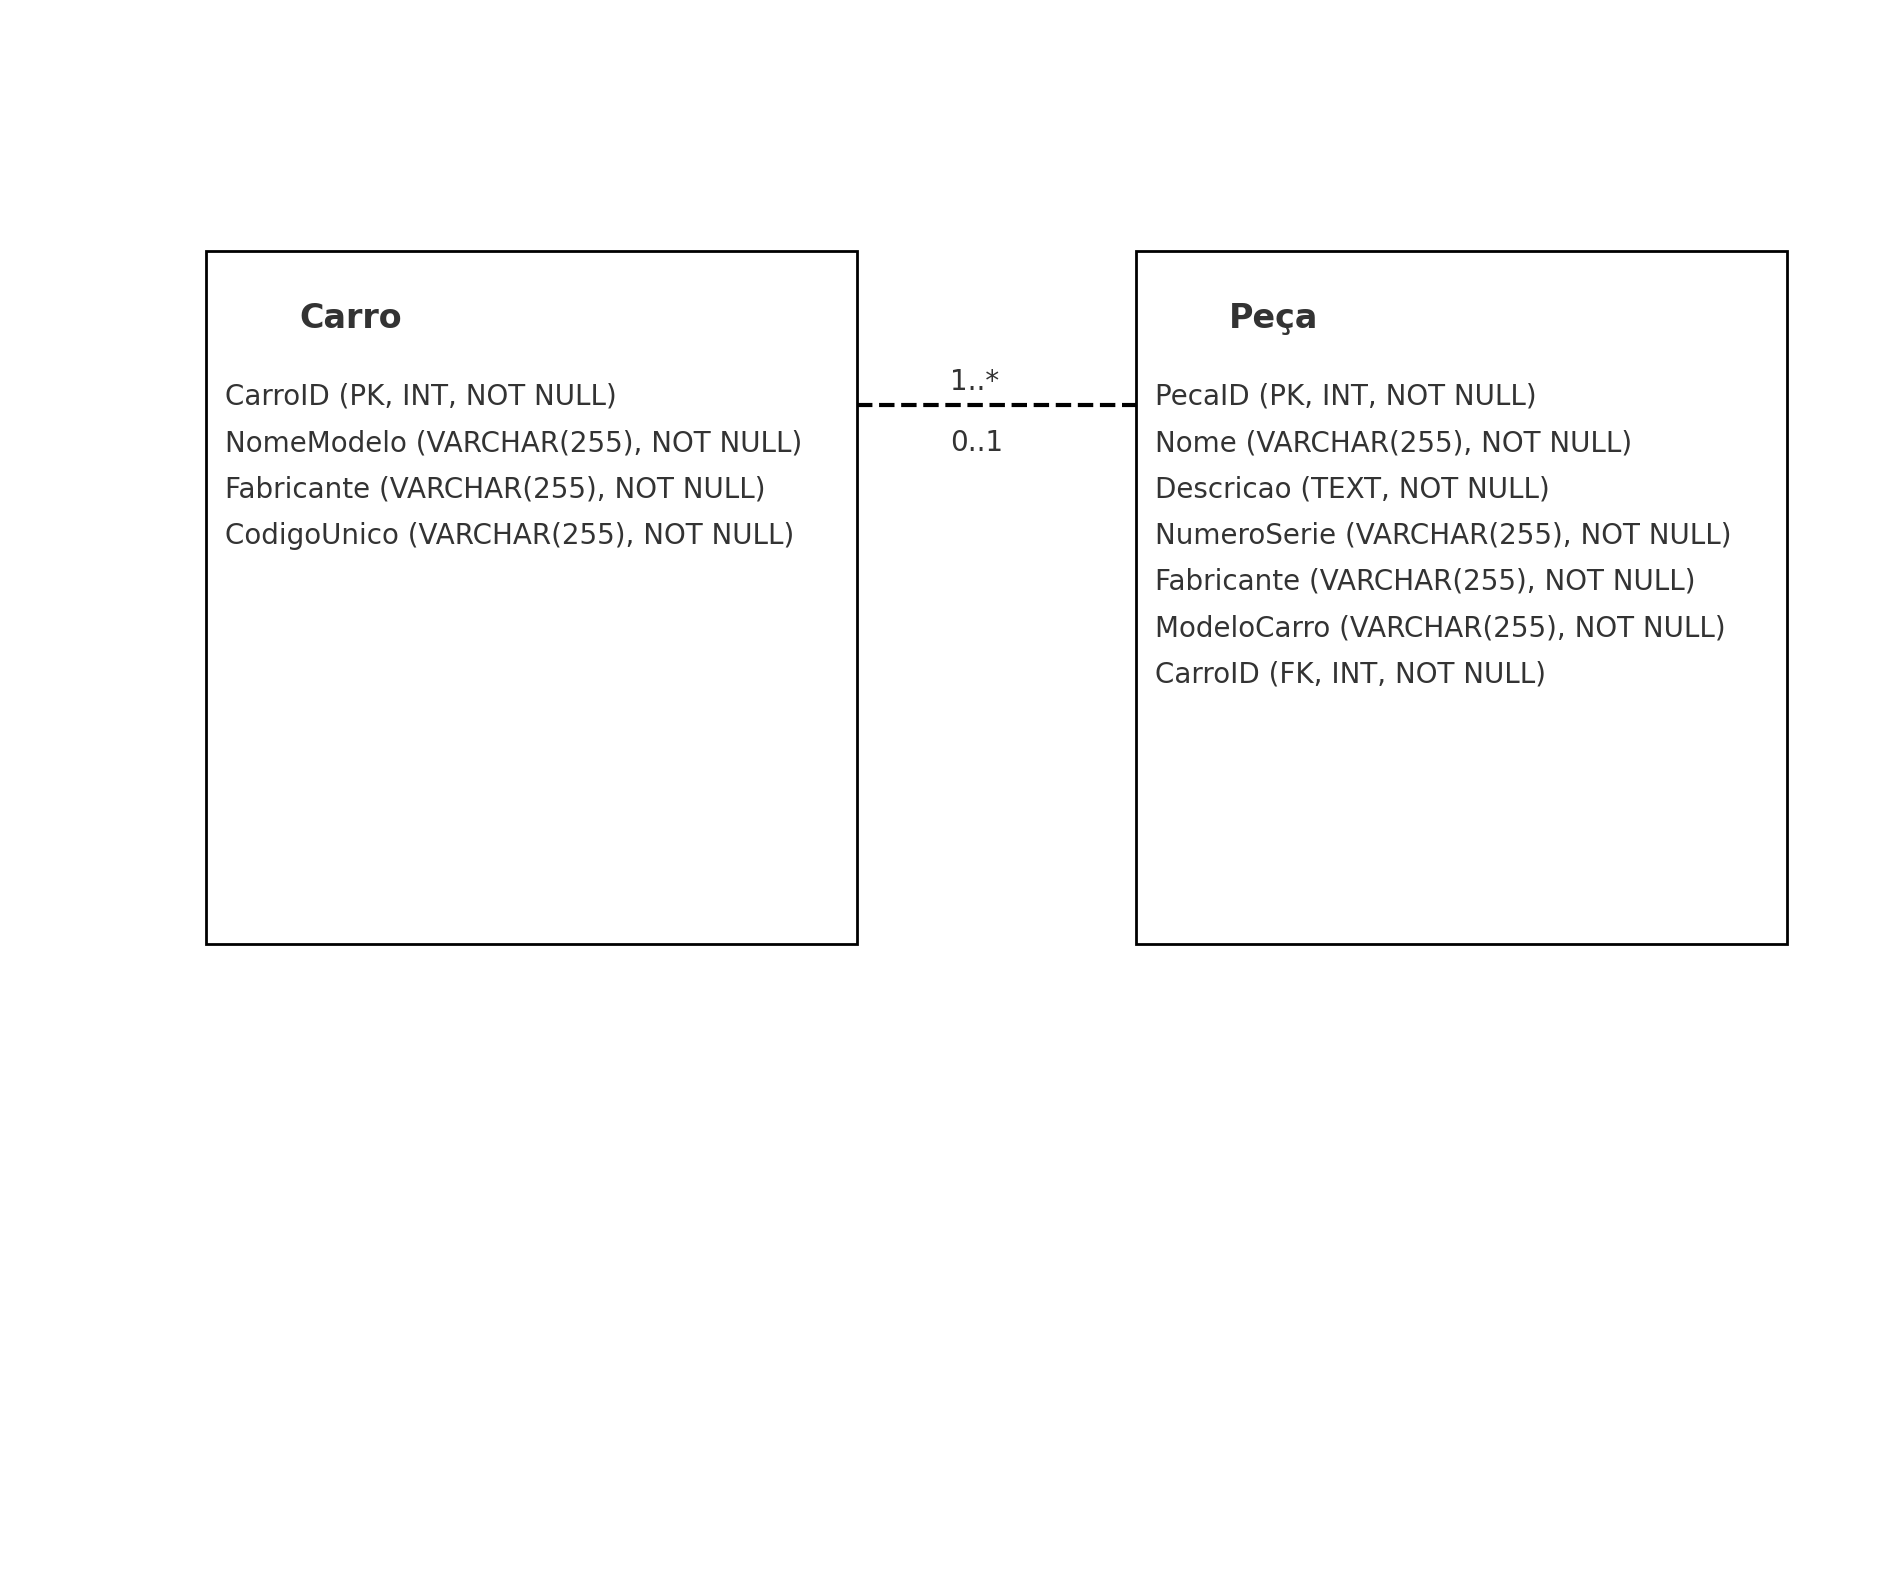 Carro
CarroID (PK, INT, NOT NULL)
NomeModelo (VARCHAR(255), NOT NULL)
Fabricante (VARCHAR(255), NOT NULL)
CodigoUnico (VARCHAR(255), NOT NULL)
1..*
0..1
Peça
PecaID (PK, INT, NOT NULL)
Nome (VARCHAR(255), NOT NULL)
Descricao (TEXT, NOT NULL)
NumeroSerie (VARCHAR(255), NOT NULL)
Fabricante (VARCHAR(255), NOT NULL)
ModeloCarro (VARCHAR(255), NOT NULL)
CarroID (FK, INT, NOT NULL)